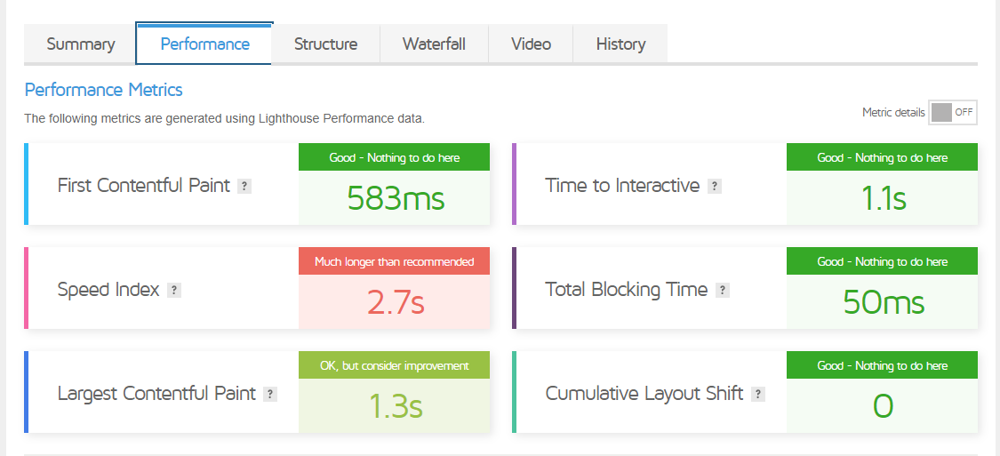 Summary Performance Structure Waterfall Video History
Performance Metrics
The following metrics are generated using Lighthouse Performance data.
Metric details OFF
First Contentful Paint ?
Good - Nothing to do here
583ms
Time to Interactive ?
Good - Nothing to do here
1.1s
Speed Index ?
Much longer than recommended
2.7s
Total Blocking Time ?
Good - Nothing to do here
50ms
Largest Contentful Paint ?
OK, but consider improvement
1.3s
Cumulative Layout Shift ?
Good - Nothing to do here
0